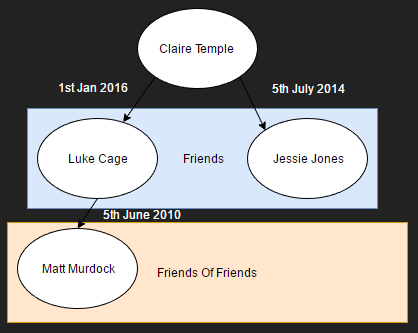 Claire Temple
1st Jan 2016
5th July 2014
Luke Cage
Friends
Jessie Jones
5th June 2010
Matt Murdock
Friends Of Friends